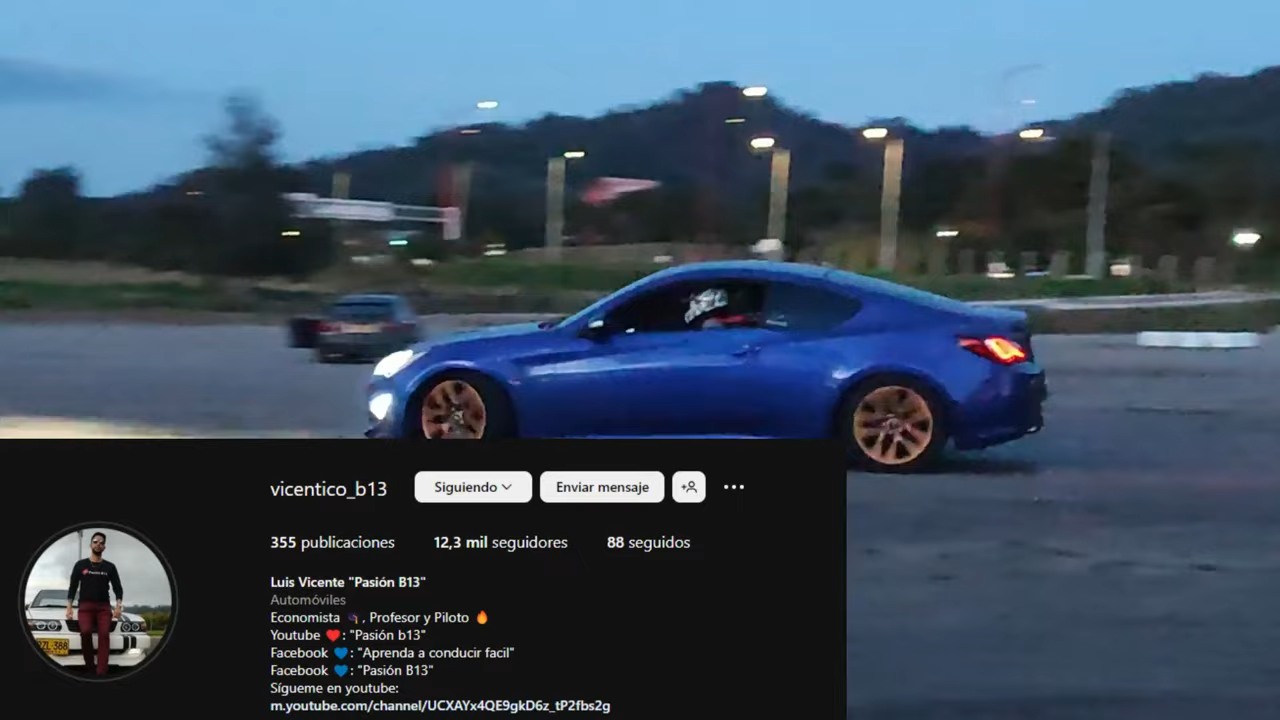 vicentico_b13 Siguiendo Enviar mensaje
355 publicaciones 12,3 mil seguidores 88 seguidos
Luis Vicente "Pasión B13"
Automóviles
Economista , Profesor y Piloto 🔥
Youtube ❤️: "Pasión b13"
Facebook 💙: "Aprenda a conducir facil"
Facebook 💙: "Pasión B13"
Sígueme en youtube:
m.youtube.com/channel/UCXAYx4QE9gkD6z_tP2fbs2g